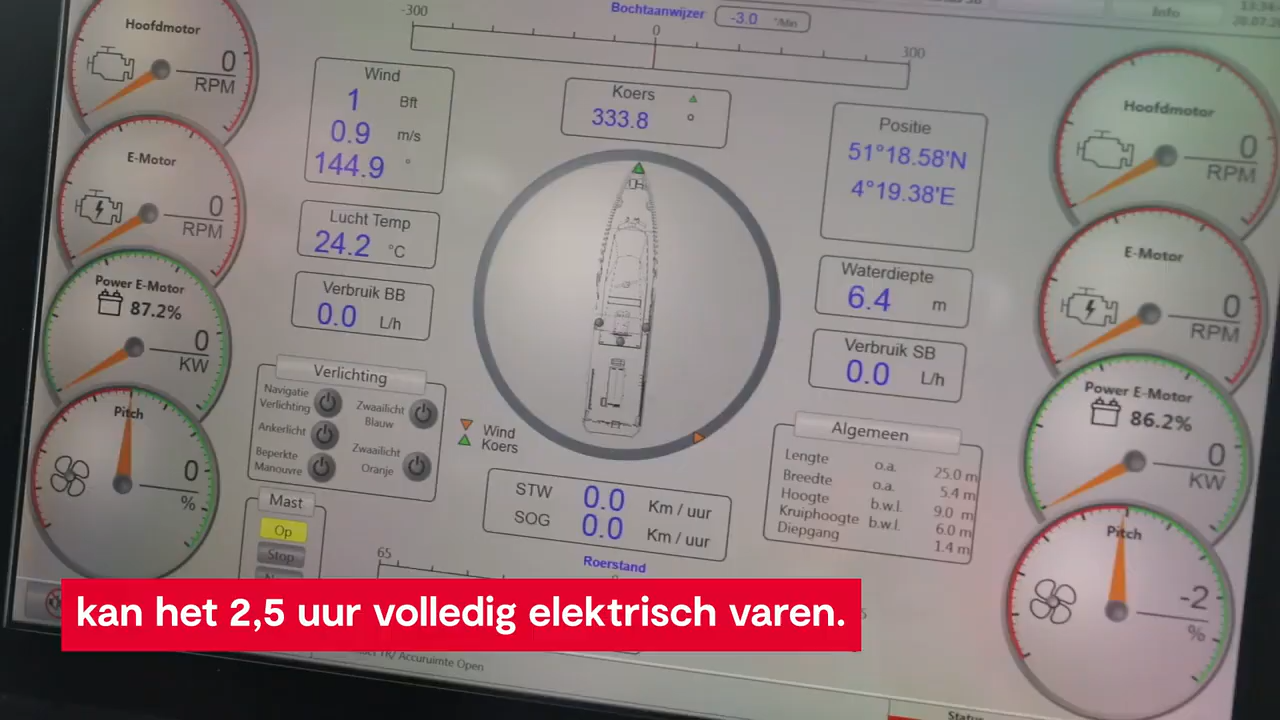 Bochtaanwijzer -3.0 °/Min
Info
-300
0
300
Hoofdmotor
0
RPM
E-Motor
0
RPM
Power E-Motor
87.2%
0
KW
Pitch
0
%
Wind
1 Bft
0.9 m/s
144.9 °
Lucht Temp
24.2 °C
Verbruik BB
0.0 L/h
Koers
333.8 °
Positie
51°18.58'N
4°19.38'E
Waterdiepte
6.4 m
Verbruik SB
0.0 L/h
Hoofdmotor
0
RPM
E-Motor
0
RPM
Power E-Motor
86.2%
0
KW
Pitch
-2
%
Verlichting
Navigatie
Verlichting
Zwaailicht
Blauw
Ankerlicht
Beperkte
Manouvre
Zwaailicht
Oranje
Wind
Koers
Mast
Op
Stop
STW 0.0 Km / uur
SOG 0.0 Km / uur
Algemeen
Lengte o.a. 25.0 m
Breedte o.a. 5.4 m
Hoogte b.w.l. 9.0 m
Kruiphoogte b.w.l. 6.0 m
Diepgang 1.4 m
Roerstand
65
kan het 2,5 uur volledig elektrisch varen.
Accuruimte Open